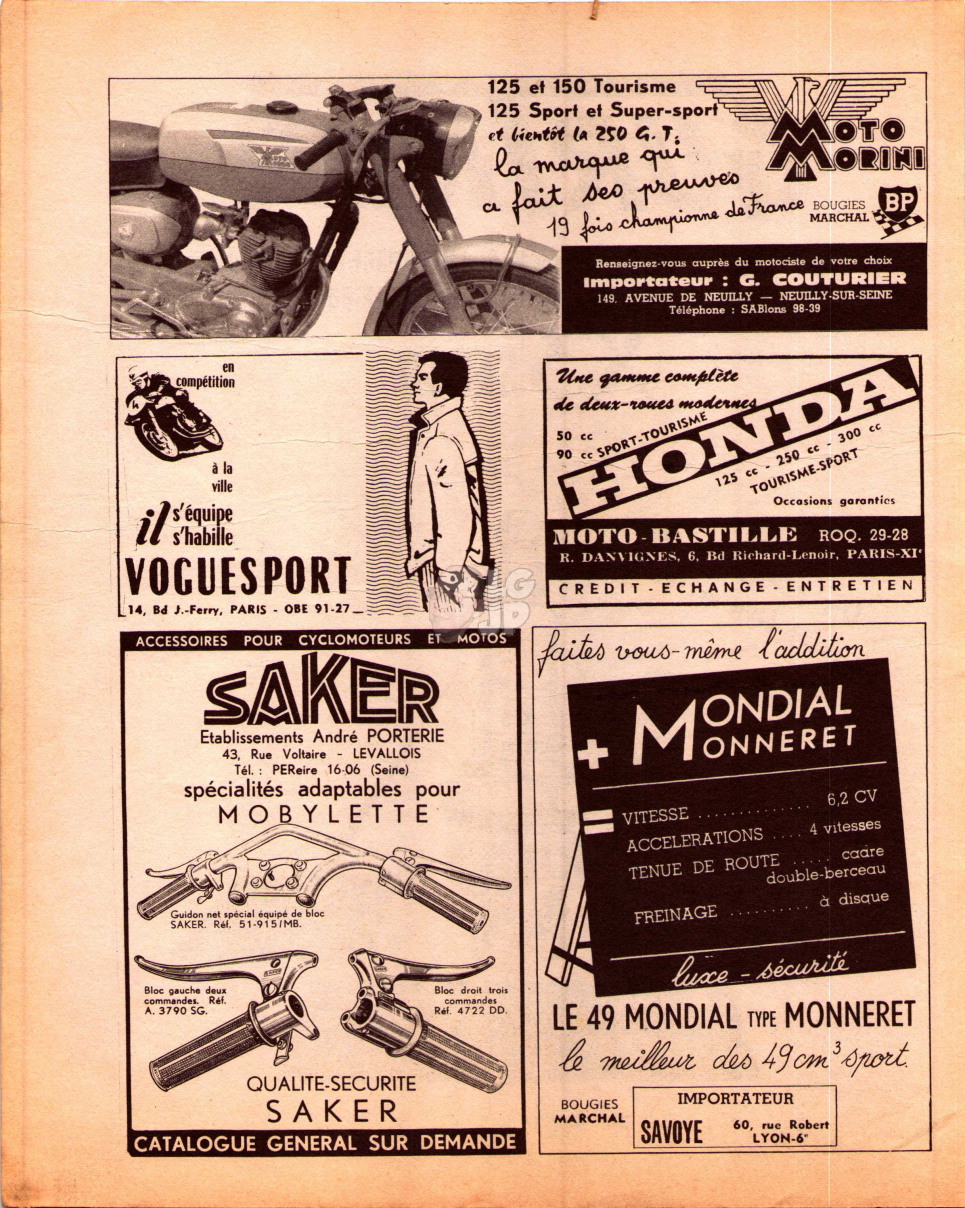 125 et 150 Tourisme
125 Sport et Super-sport
et bientôt la 250 G. T.
la marque qui
a fait ses preuves
19 fois championne de France
MOTO
MORINI
BOUGIES
MARCHAL
BP
Renseignez-vous auprès du motociste de votre choix
Importateur : G. COUTURIER
149. AVENUE DE NEUILLY — NEUILLY-SUR-SEINE
Téléphone : SABlons 98-39
en
compétition
à la
ville
il s'équipe
s'habille
VOGUESPORT
14, Bd J.-Ferry, PARIS - OBE 91-27
Une gamme complète
de deux-roues modernes
50 cc
90 cc SPORT-TOURISME
HONDA
125 cc - 250 cc - 300 cc
TOURISME-SPORT
Occasions garanties
MOTO-BASTILLE ROQ. 29-28
R. DANVIGNES, 6, Bd Richard-Lenoir, PARIS-XIe
CREDIT - ECHANGE - ENTRETIEN
ACCESSOIRES POUR CYCLOMOTEURS ET MOTOS
SAKER
Etablissements André PORTERIE
43, Rue Voltaire - LEVALLOIS
Tél. : PEReire 16-06 (Seine)
spécialités adaptables pour
MOBYLETTE
Guidon net spécial équipé de bloc
SAKER. Réf. 51-915/MB.
Bloc gauche deux
commandes. Réf.
A. 3790 SG.
Bloc droit trois
commandes
Réf. 4722 DD.
QUALITE-SECURITE
SAKER
CATALOGUE GENERAL SUR DEMANDE
faites vous-même l'addition
+ MONDIAL
MONNERET
= VITESSE ............ 6,2 CV
ACCELERATIONS .... 4 vitesses
TENUE DE ROUTE ..... cadre
double-berceau
FREINAGE .......... à disque
luxe - sécurité
LE 49 MONDIAL TYPE MONNERET
le meilleur des 49 cm3 sport.
BOUGIES
MARCHAL
IMPORTATEUR
SAVOYE 60, rue Robert
LYON-6e